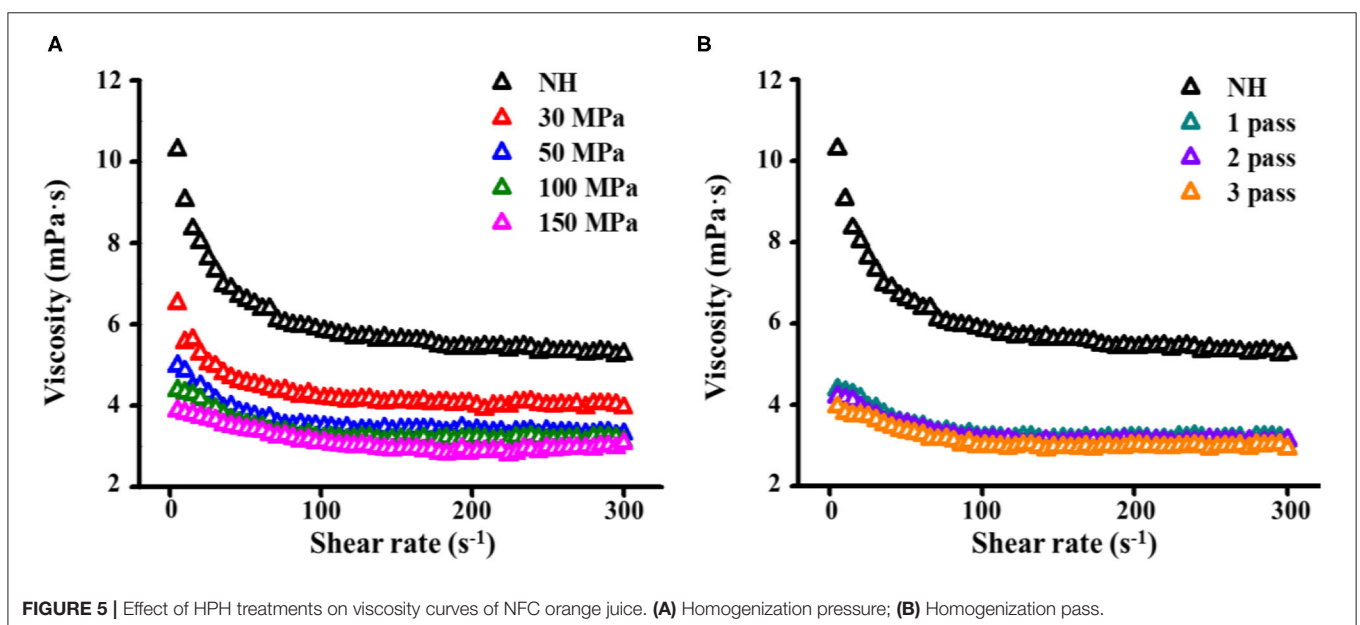 A
12
10
8
6
4
2
Viscosity (mPa·s)
NH
30 MPa
50 MPa
100 MPa
150 MPa
0 100 200 300
Shear rate (s-1)
B
12
10
8
6
4
2
Viscosity (mPa·s)
NH
1 pass
2 pass
3 pass
0 100 200 300
Shear rate (s-1)
FIGURE 5 | Effect of HPH treatments on viscosity curves of NFC orange juice. (A) Homogenization pressure; (B) Homogenization pass.